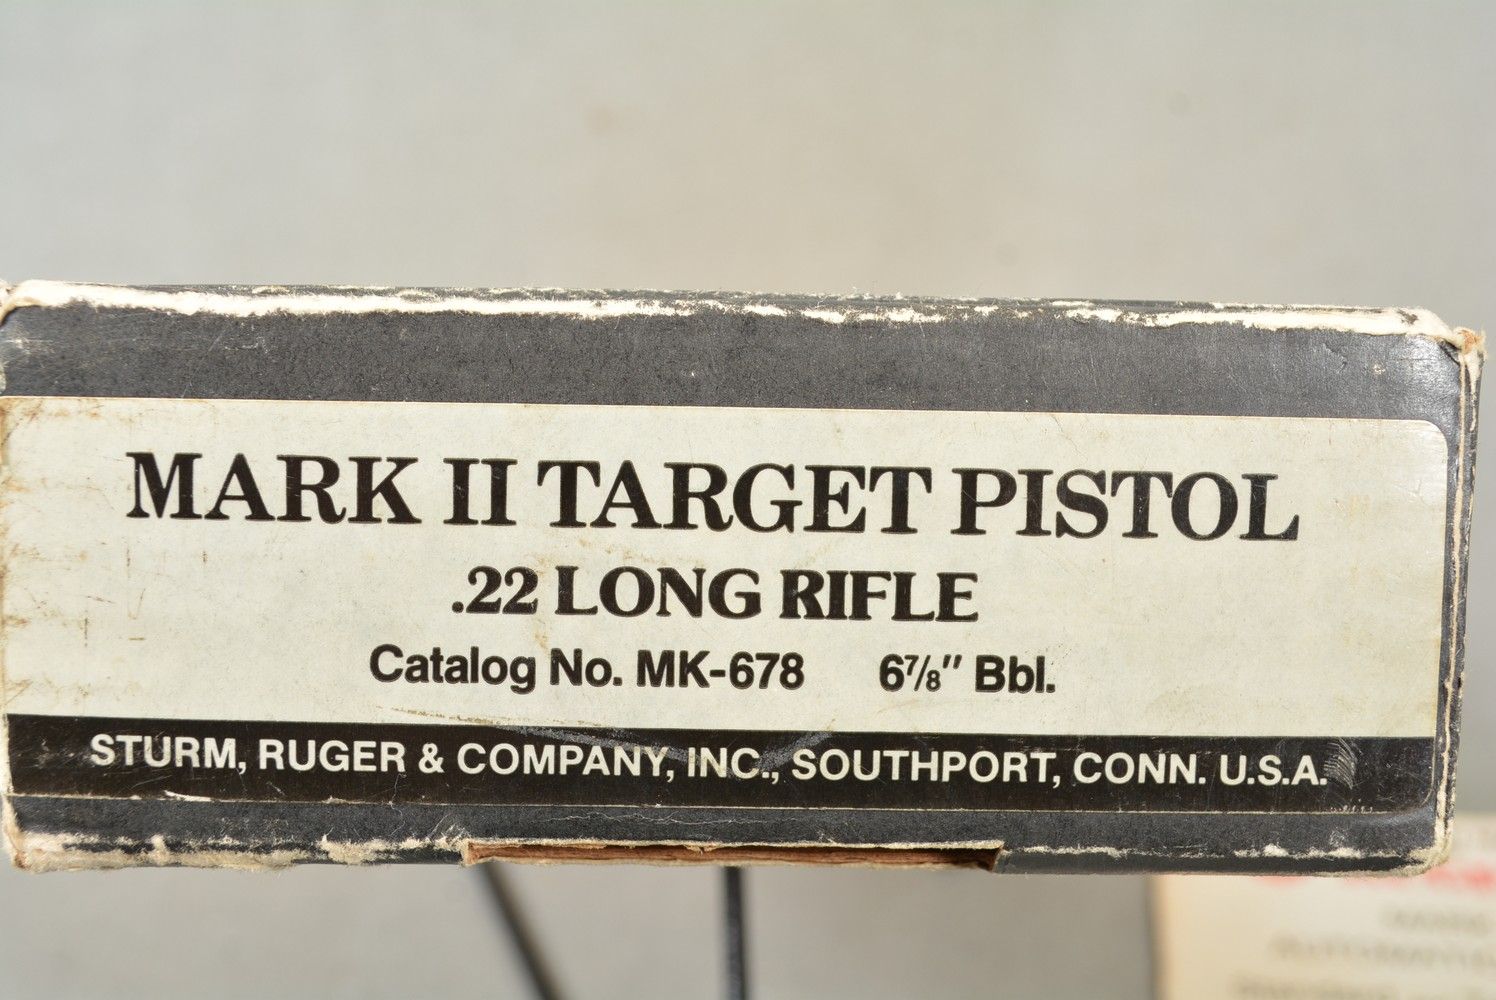 MARK II TARGET PISTOL
.22 LONG RIFLE
Catalog No. MK-678 6⅞" Bbl.
STURM, RUGER & COMPANY, INC., SOUTHPORT, CONN. U.S.A.